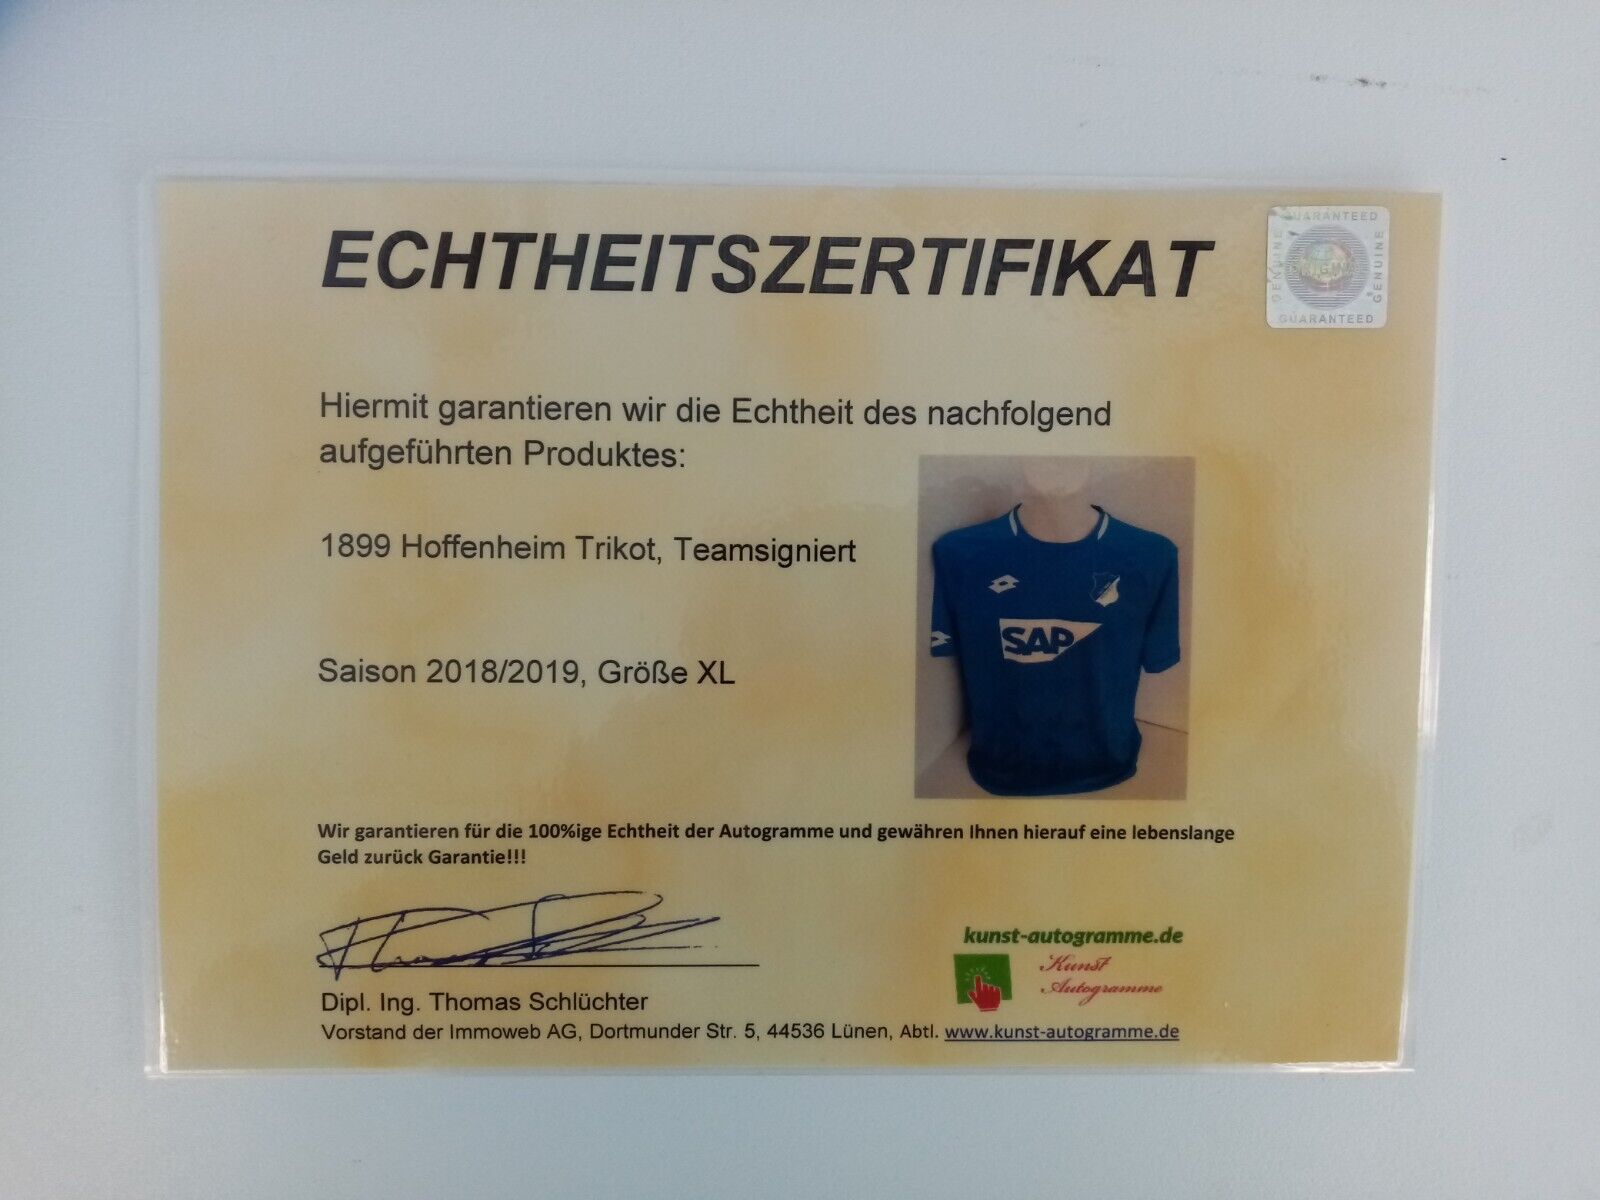 ECHTHEITSZERTIFIKAT
GUARANTEED
GENUINE
GENUINE
GUARANTEED
Hiermit garantieren wir die Echtheit des nachfolgend
aufgeführten Produktes:
1899 Hoffenheim Trikot, Teamsigniert
SAP
Saison 2018/2019, Größe XL
Wir garantieren für die 100%ige Echtheit der Autogramme und gewähren Ihnen hierauf eine lebenslange
Geld zurück Garantie!!!
kunst-autogramme.de
Kunst
Autogramme
Dipl. Ing. Thomas Schlüchter
Vorstand der Immoweb AG, Dortmunder Str. 5, 44536 Lünen, Abtl. www.kunst-autogramme.de